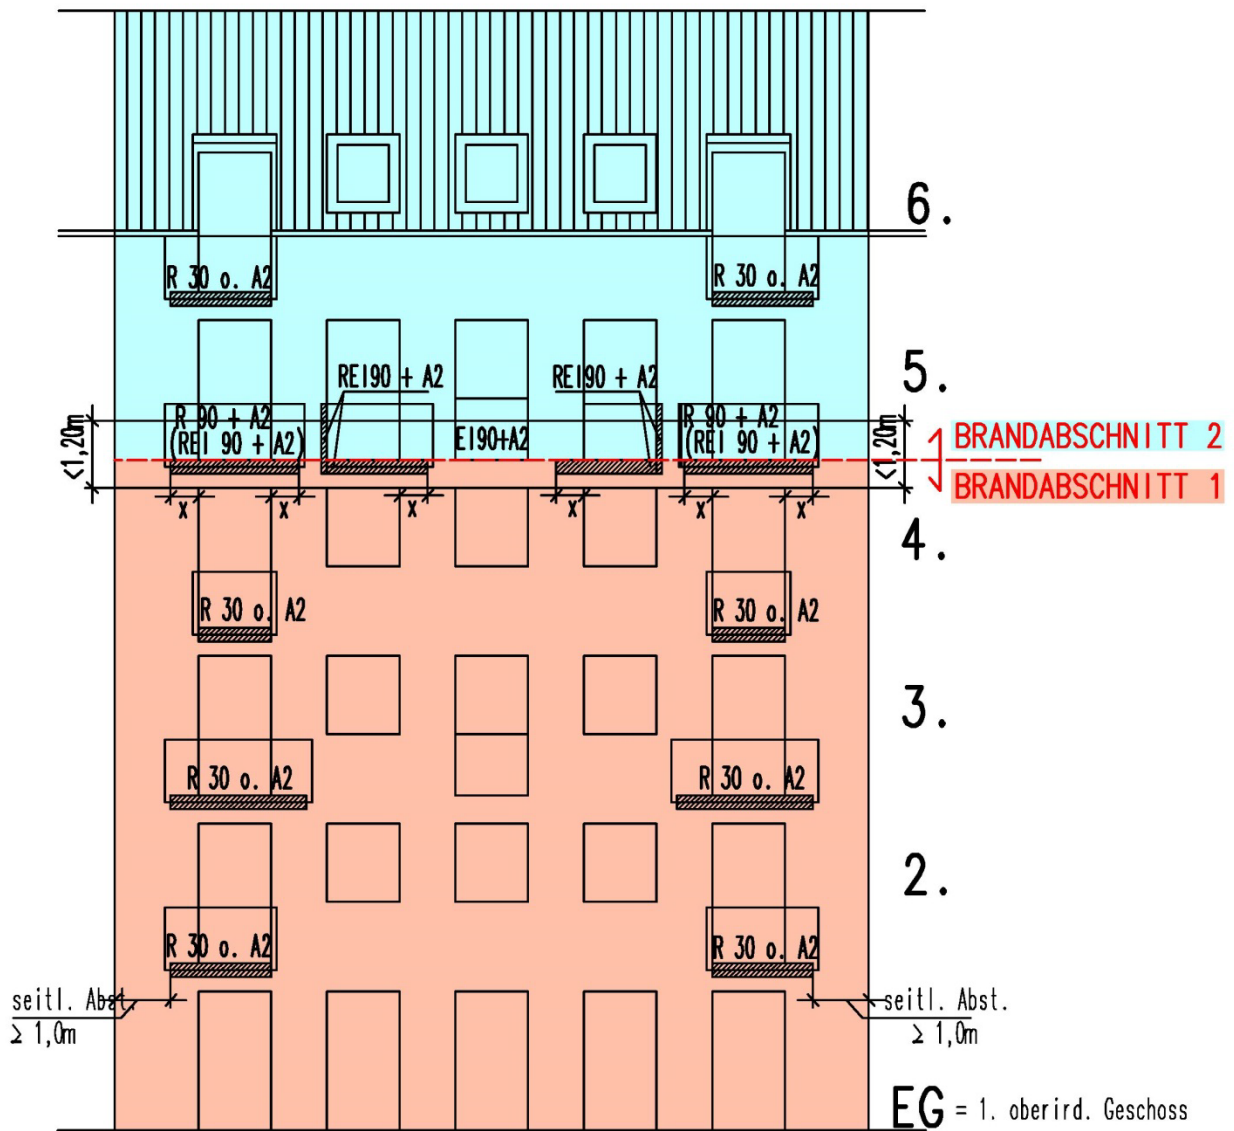 6.
R 30 o. A2
R 30 o. A2
5.
REI90 + A2
REI90 + A2
<1,20m
R 90 + A2
(REI 90 + A2)
EI90+A2
R 90 + A2
(REI 90 + A2)
<1,20m
BRANDABSCHNITT 2
BRANDABSCHNITT 1
x
x
x
x
x
x
4.
R 30 o. A2
R 30 o. A2
3.
R 30 o. A2
R 30 o. A2
2.
R 30 o. A2
R 30 o. A2
seitl. Abst.
≥ 1,0m
seitl. Abst.
≥ 1,0m
EG = 1. oberird. Geschoss